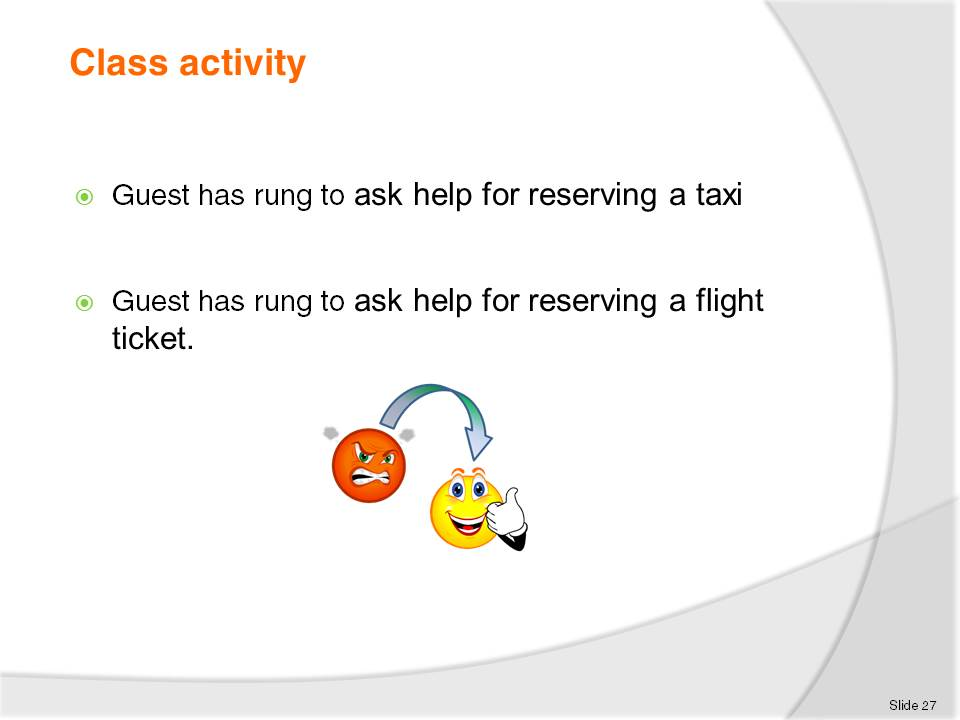 Class activity
Guest has rung to ask help for reserving a taxi
Guest has rung to ask help for reserving a flight
ticket.
Slide 27